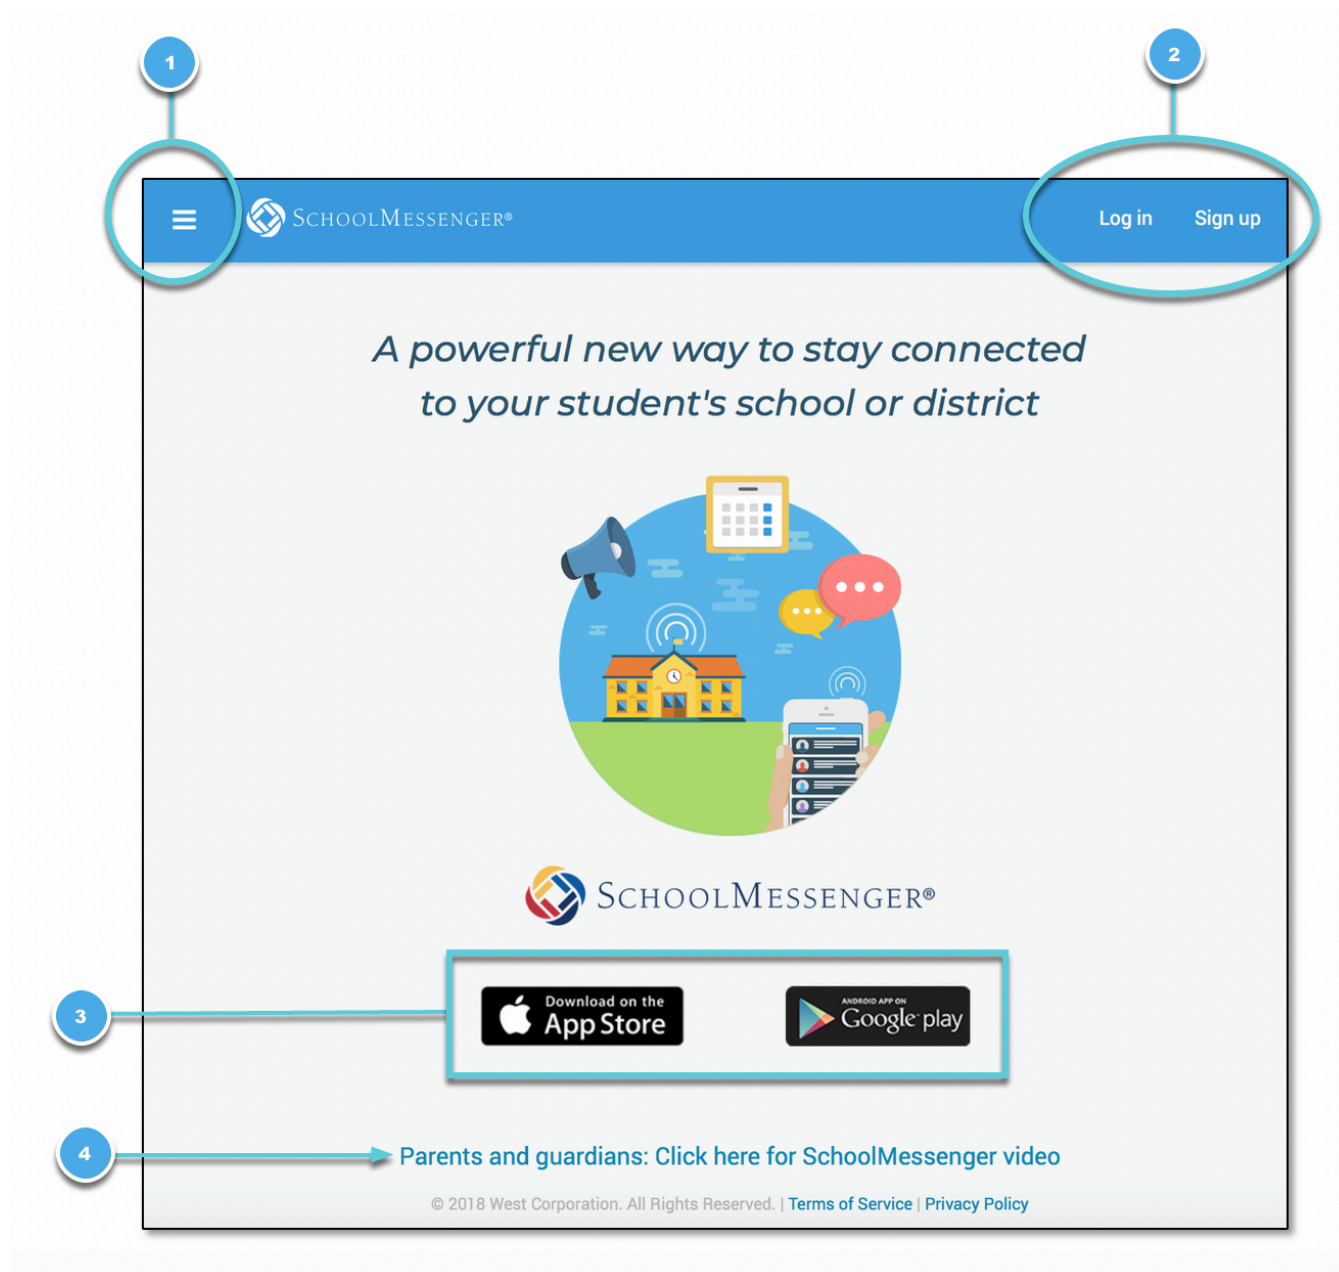 1
2
SCHOOLMESSENGER®
Log in
Sign up
A powerful new way to stay connected
to your student's school or district
SCHOOLMESSENGER®
3
Download on the
App Store
ANDROID APP ON
Google play
4
Parents and guardians: Click here for SchoolMessenger video
© 2018 West Corporation. All Rights Reserved. | Terms of Service | Privacy Policy